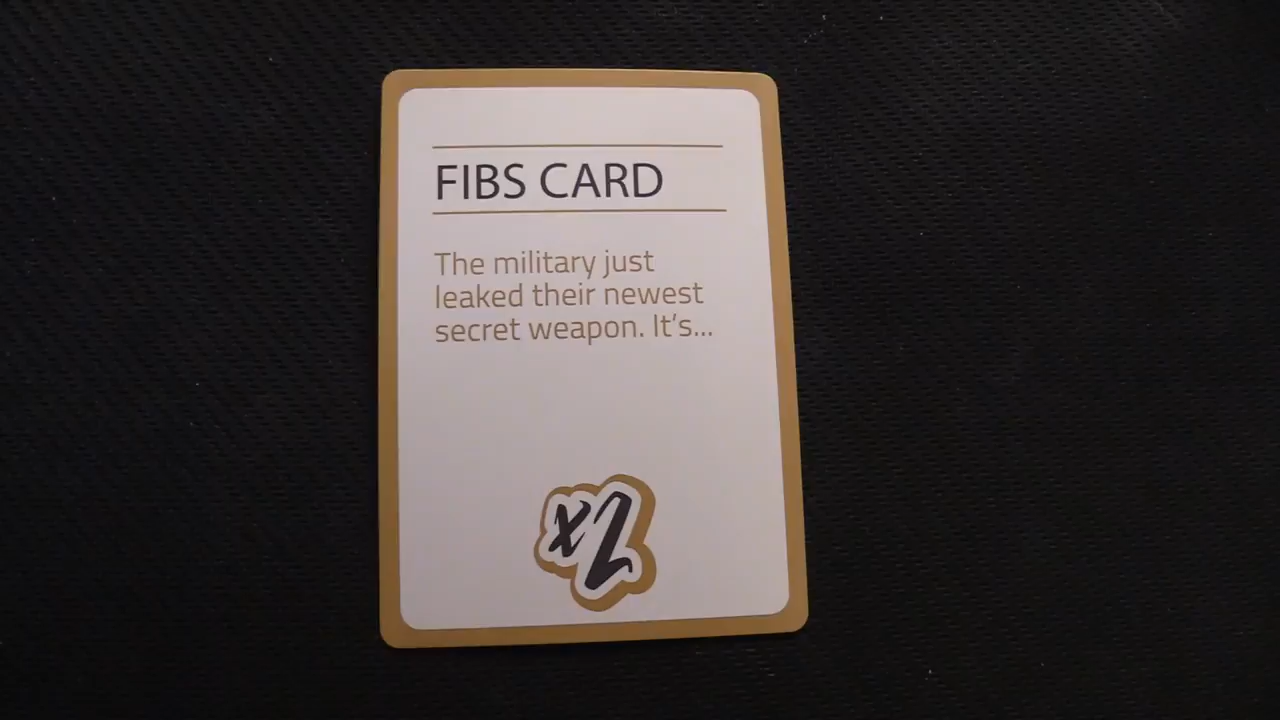 FIBS CARD
The military just
leaked their newest
secret weapon. It's...
x2